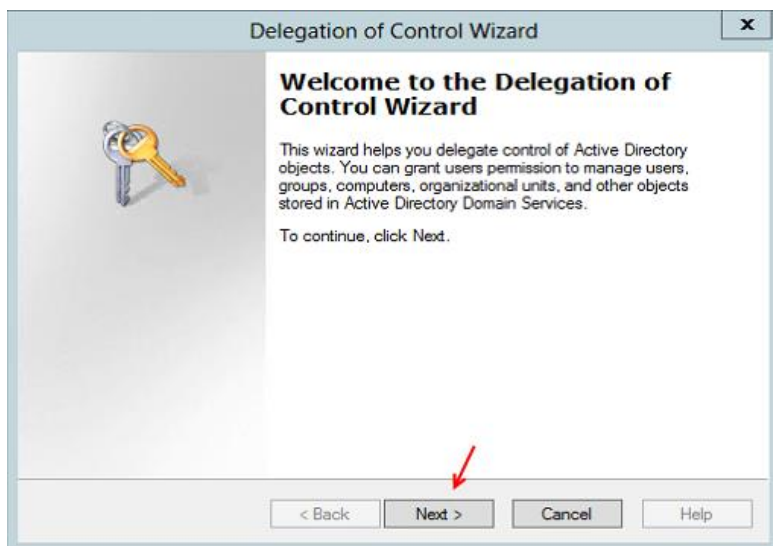 Delegation of Control Wizard
x
Welcome to the Delegation of
Control Wizard
This wizard helps you delegate control of Active Directory
objects. You can grant users permission to manage users,
groups, computers, organizational units, and other objects
stored in Active Directory Domain Services.
To continue, click Next.
< Back Next > Cancel Help